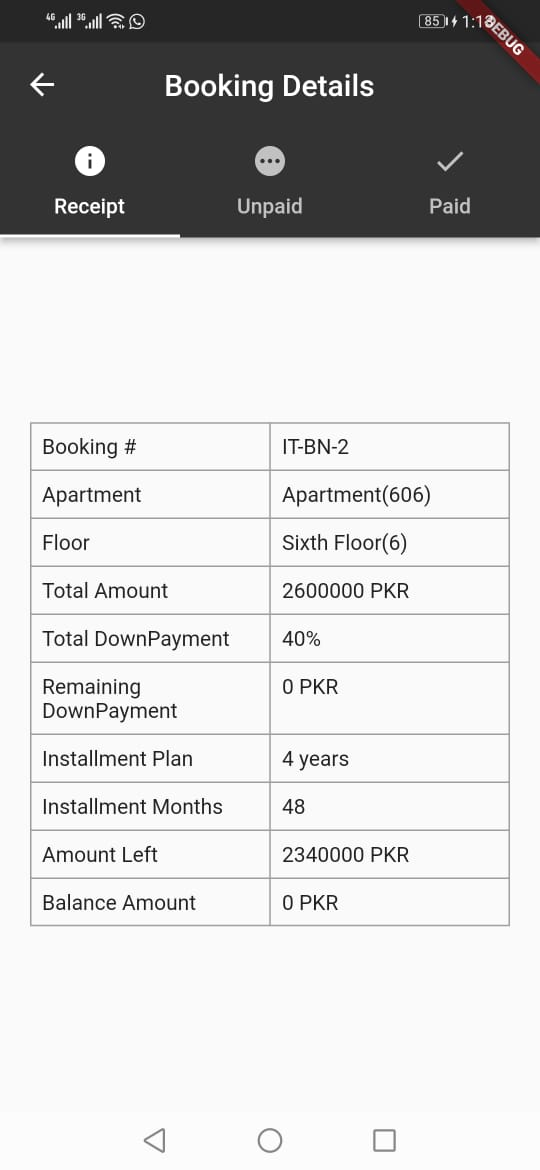 4G 3G 85
DEBUG
Booking Details
Receipt Unpaid Paid
Booking # IT-BN-2
Apartment Apartment(606)
Floor Sixth Floor(6)
Total Amount 2600000 PKR
Total DownPayment 40%
Remaining 0 PKR
DownPayment
Installment Plan 4 years
Installment Months 48
Amount Left 2340000 PKR
Balance Amount 0 PKR